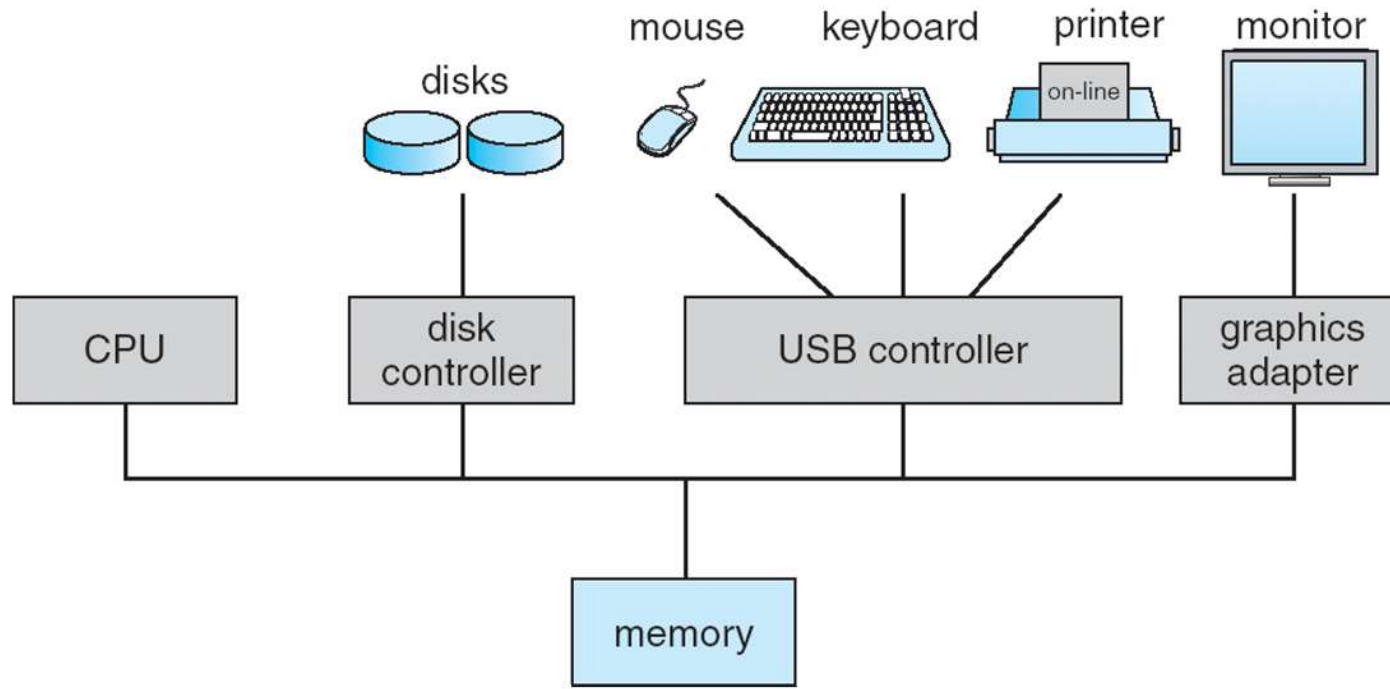 mouse
keyboard
printer
monitor
disks
on-line
CPU
disk
controller
USB controller
graphics
adapter
memory